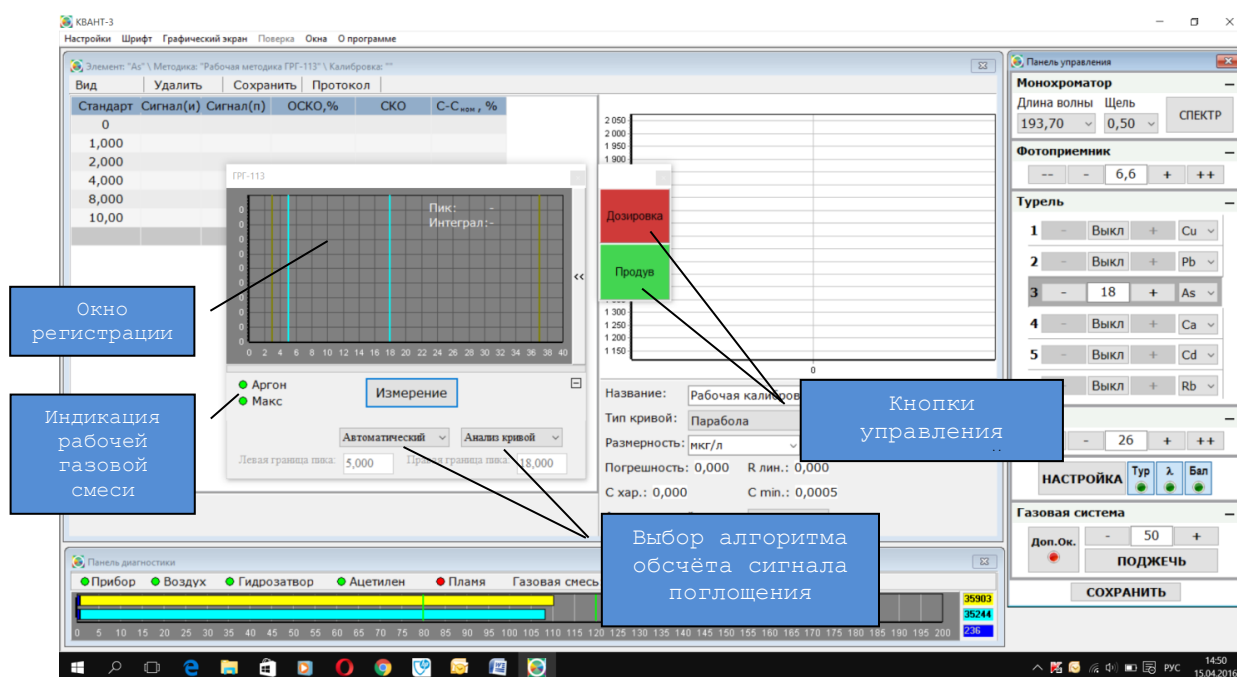 КВАНТ-3
Настройки Шрифт Графический экран Поверка Окна О программе
Элемент: "As" \ Методика: "Рабочая методика ГРГ-113" \ Калибровка: ""
Вид Удалить Сохранить Протокол
Стандарт Сигнал(и) Сигнал(п) ОСКО,% СКО С-Сном, %
0
1,000
2,000
4,000
8,000
10,00
ГРГ-113
Пик: -
Интеграл:-
0
0
0
0
0
0
0
0
0
0
0 2 4 6 8 10 12 14 16 18 20 22 24 26 28 30 32 34 36 38 40
<<
Аргон
Макс
Измерение
Автоматический Анализ кривой
Левая граница пика: 5,000 Правая граница пика: 18,000
Дозировка
Продув
2 050
2 000
1 950
1 900
1 300
1 250
1 200
1 150
0
Название: Рабочая калибров
Тип кривой: Парабола
Размерность: мкг/л
Погрешность: 0,000 R лин.: 0,000
С хар.: 0,000 С min.: 0,0005
Окно
регистрации
Индикация
рабочей
газовой
смеси
Кнопки
управления
Выбор алгоритма
обсчёта сигнала
поглощения
Панель диагностики
Прибор Воздух Гидрозатвор Ацетилен Пламя Газовая смесь
35903
35244
236
0 5 10 15 20 25 30 35 40 45 50 55 60 65 70 75 80 85 90 95 100 105 110 115 120 125 130 135 140 145 150 155 160 165 170 175 180 185 190 195 200
Панель управления
Монохроматор
Длина волны Щель
193,70 0,50 СПЕКТР
Фотоприемник
-- - 6,6 + ++
Турель
1 - Выкл + Cu
2 - Выкл + Pb
3 - 18 + As
4 - Выкл + Ca
5 - Выкл + Cd
Выкл + Rb
- 26 + ++
НАСТРОЙКА Тур λ Бал
Газовая система
Доп.Ок. - 50 +
ПОДЖЕЧЬ
СОХРАНИТЬ
РУС 14:50
15.04.2016